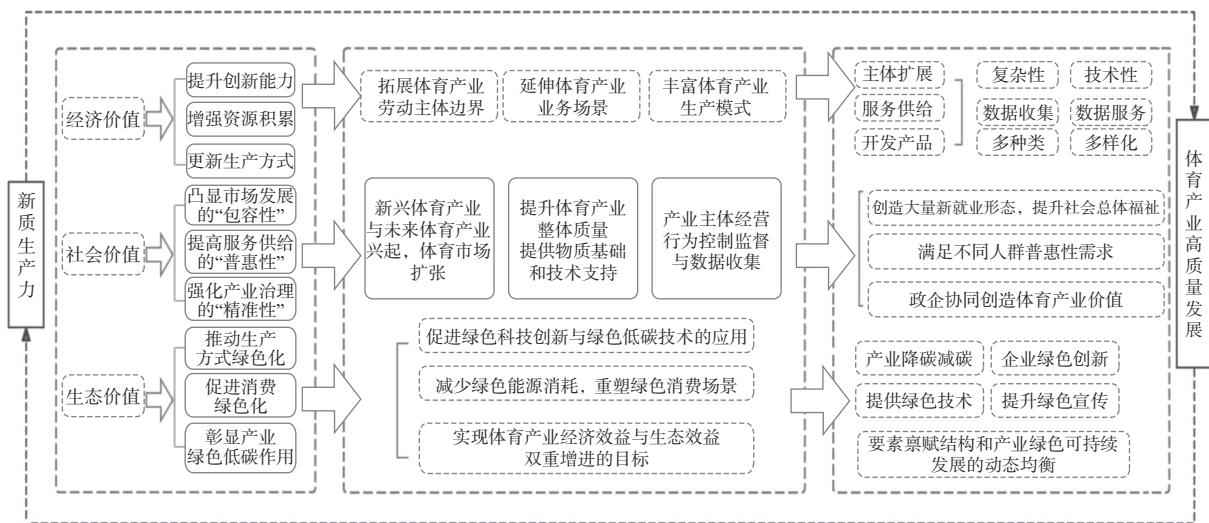 新质生产力
经济价值
提升创新能力
增强资源积累
更新生产方式
社会价值
凸显市场发展
的“包容性”
提高服务供给
的“普惠性”
强化产业治理
的“精准性”
生态价值
推动生产
方式绿色化
促进消费
绿色化
彰显产业
绿色低碳作用
拓展体育产业
劳动主体边界
延伸体育产业
业务场景
丰富体育产业
生产模式
新兴体育产业
与未来体育产业
兴起，体育市场
扩张
提升体育产业
整体质量
提供物质基础
和技术支持
产业主体经营
行为控制监督
与数据收集
促进绿色科技创新与绿色低碳技术的应用
减少绿色能源消耗，重塑绿色消费场景
实现体育产业经济效益与生态效益
双重增进的目标
主体扩展
服务供给
开发产品
复杂性
技术性
数据收集
数据服务
多种类
多样化
创造大量新就业形态，提升社会总体福祉
满足不同人群普惠性需求
政企协同创造体育产业价值
产业降碳减碳
企业绿色创新
提供绿色技术
提升绿色宣传
要素禀赋结构和产业绿色可持续
发展的动态均衡
体育产业高质量发展